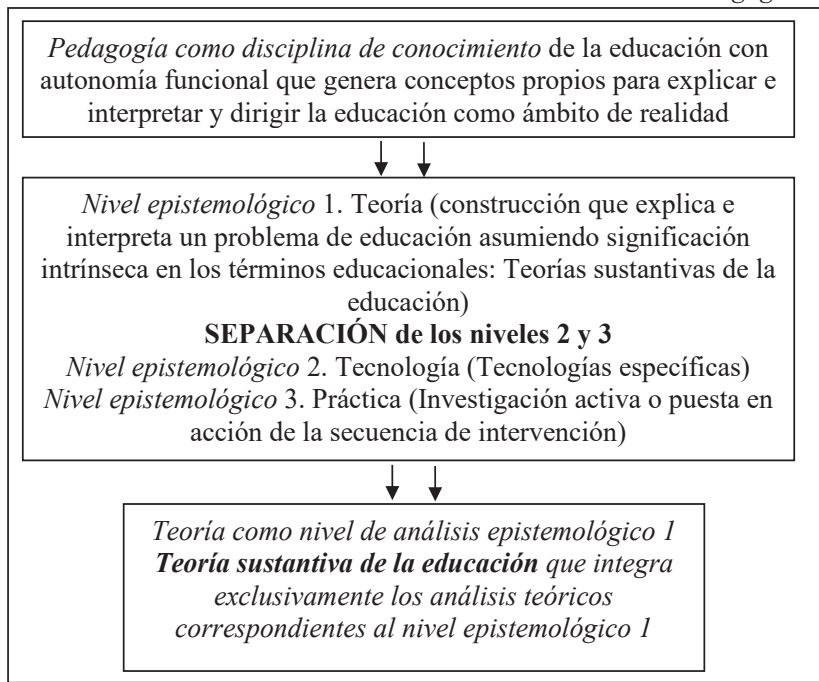 Pedagogía como disciplina de conocimiento de la educación con
autonomía funcional que genera conceptos propios para explicar e
interpretar y dirigir la educación como ámbito de realidad
Nivel epistemológico 1. Teoría (construcción que explica e
interpreta un problema de educación asumiendo significación
intrínseca en los términos educacionales: Teorías sustantivas de la
educación)
SEPARACIÓN de los niveles 2 y 3
Nivel epistemológico 2. Tecnología (Tecnologías específicas)
Nivel epistemológico 3. Práctica (Investigación activa o puesta en
acción de la secuencia de intervención)
Teoría como nivel de análisis epistemológico 1
Teoría sustantiva de la educación que integra
exclusivamente los análisis teóricos
correspondientes al nivel epistemológico 1